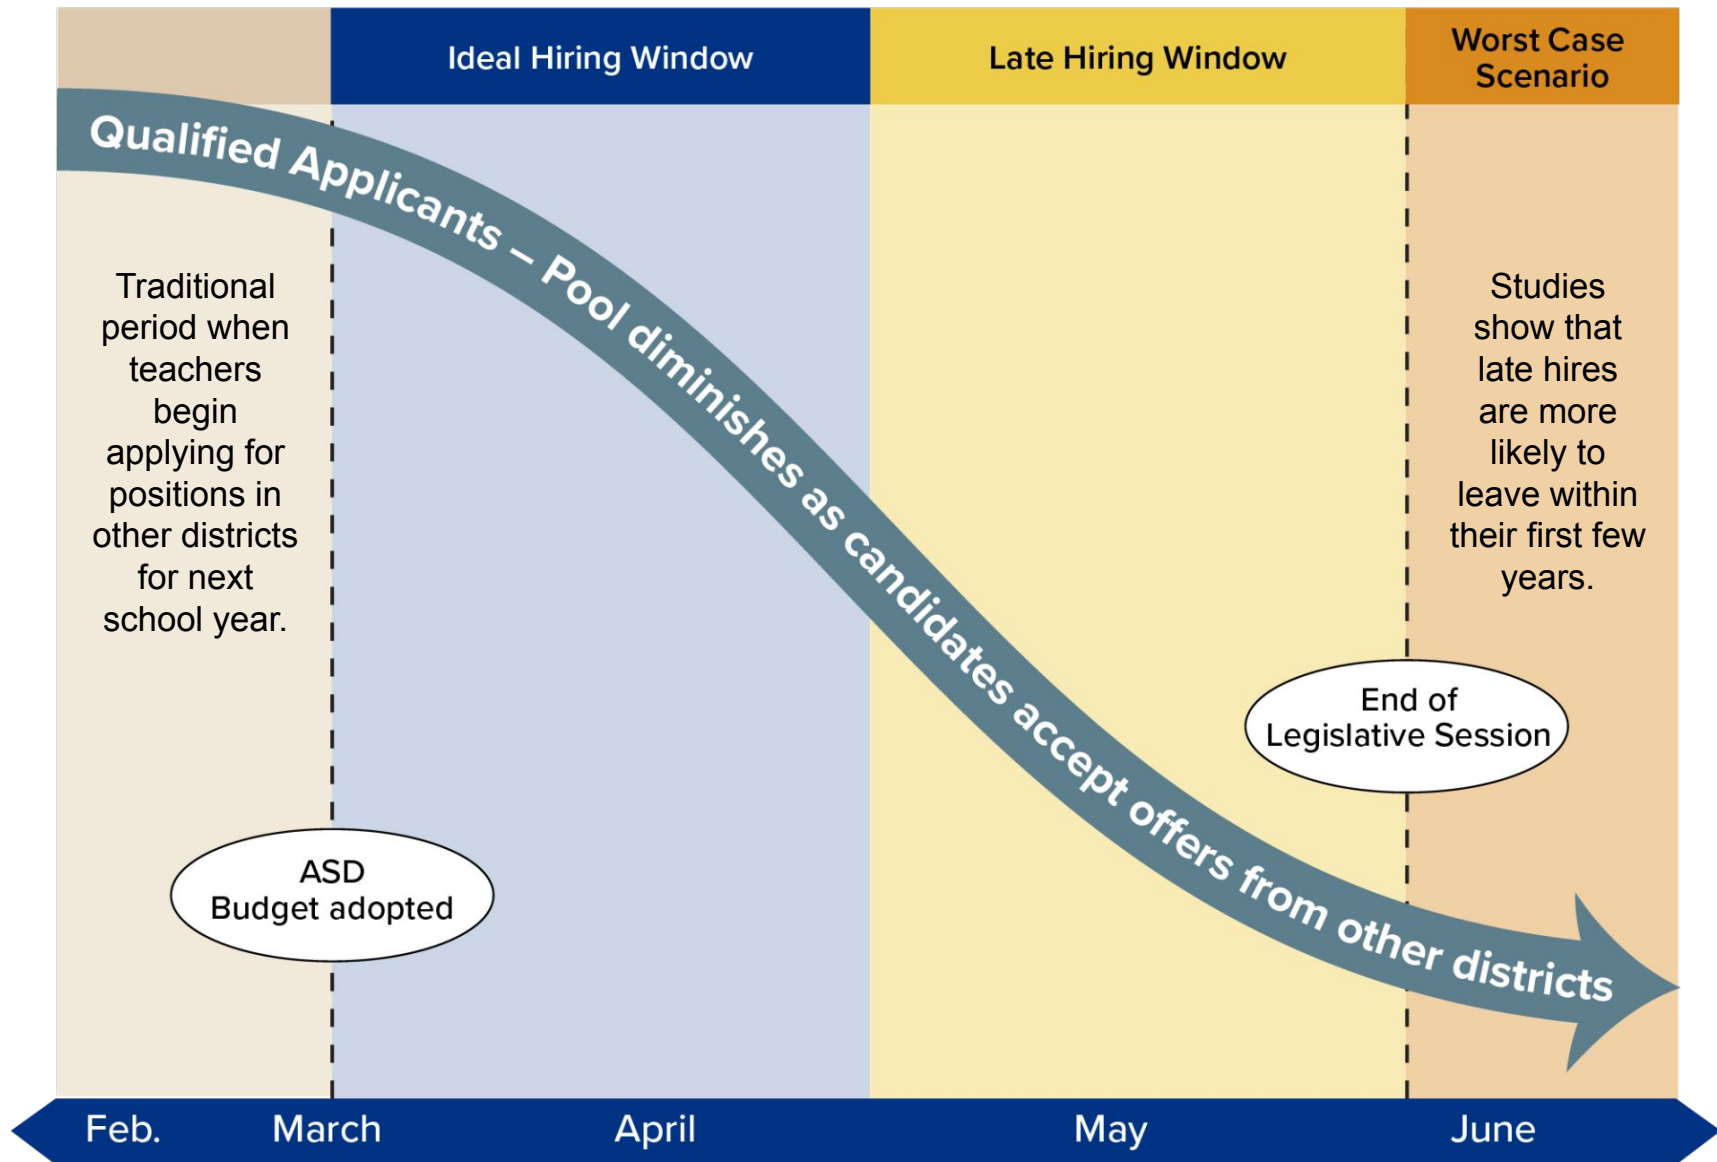 Ideal Hiring Window
Late Hiring Window
Worst Case
Scenario
Qualified Applicants – Pool diminishes as candidates accept offers from other districts
Traditional
period when
teachers
begin
applying for
positions in
other districts
for next
school year.
Studies
show that
late hires
are more
likely to
leave within
their first few
years.
End of
Legislative Session
ASD
Budget adopted
Feb.
March
April
May
June